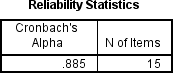 Reliability Statistics
Cronbach's
Alpha
N of Items
.885
15